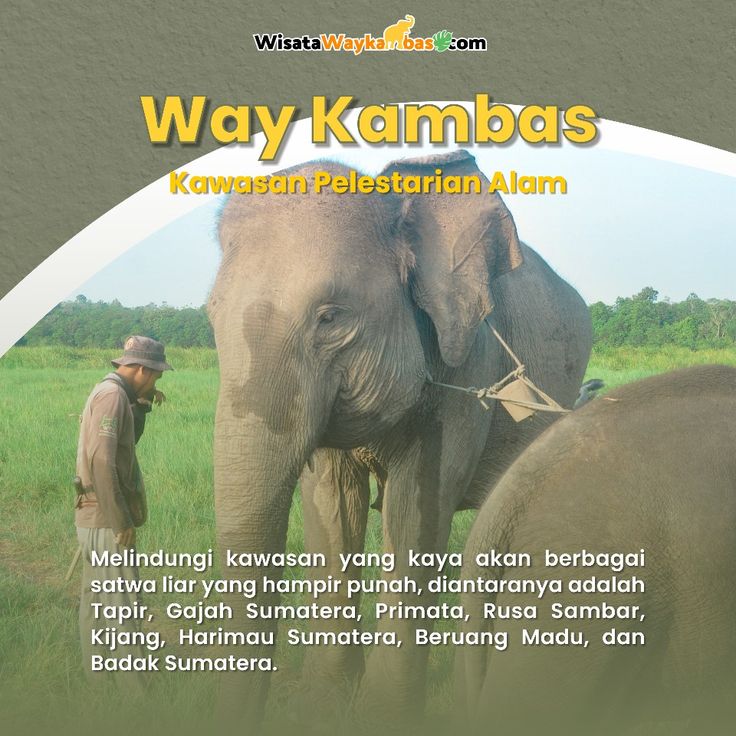 WisataWaykambas.com
Way Kambas
Kawasan Pelestarian Alam
Melindungi kawasan yang kaya akan berbagai
satwa liar yang hampir punah, diantaranya adalah
Tapir, Gajah Sumatera, Primata, Rusa Sambar,
Kijang, Harimau Sumatera, Beruang Madu, dan
Badak Sumatera.